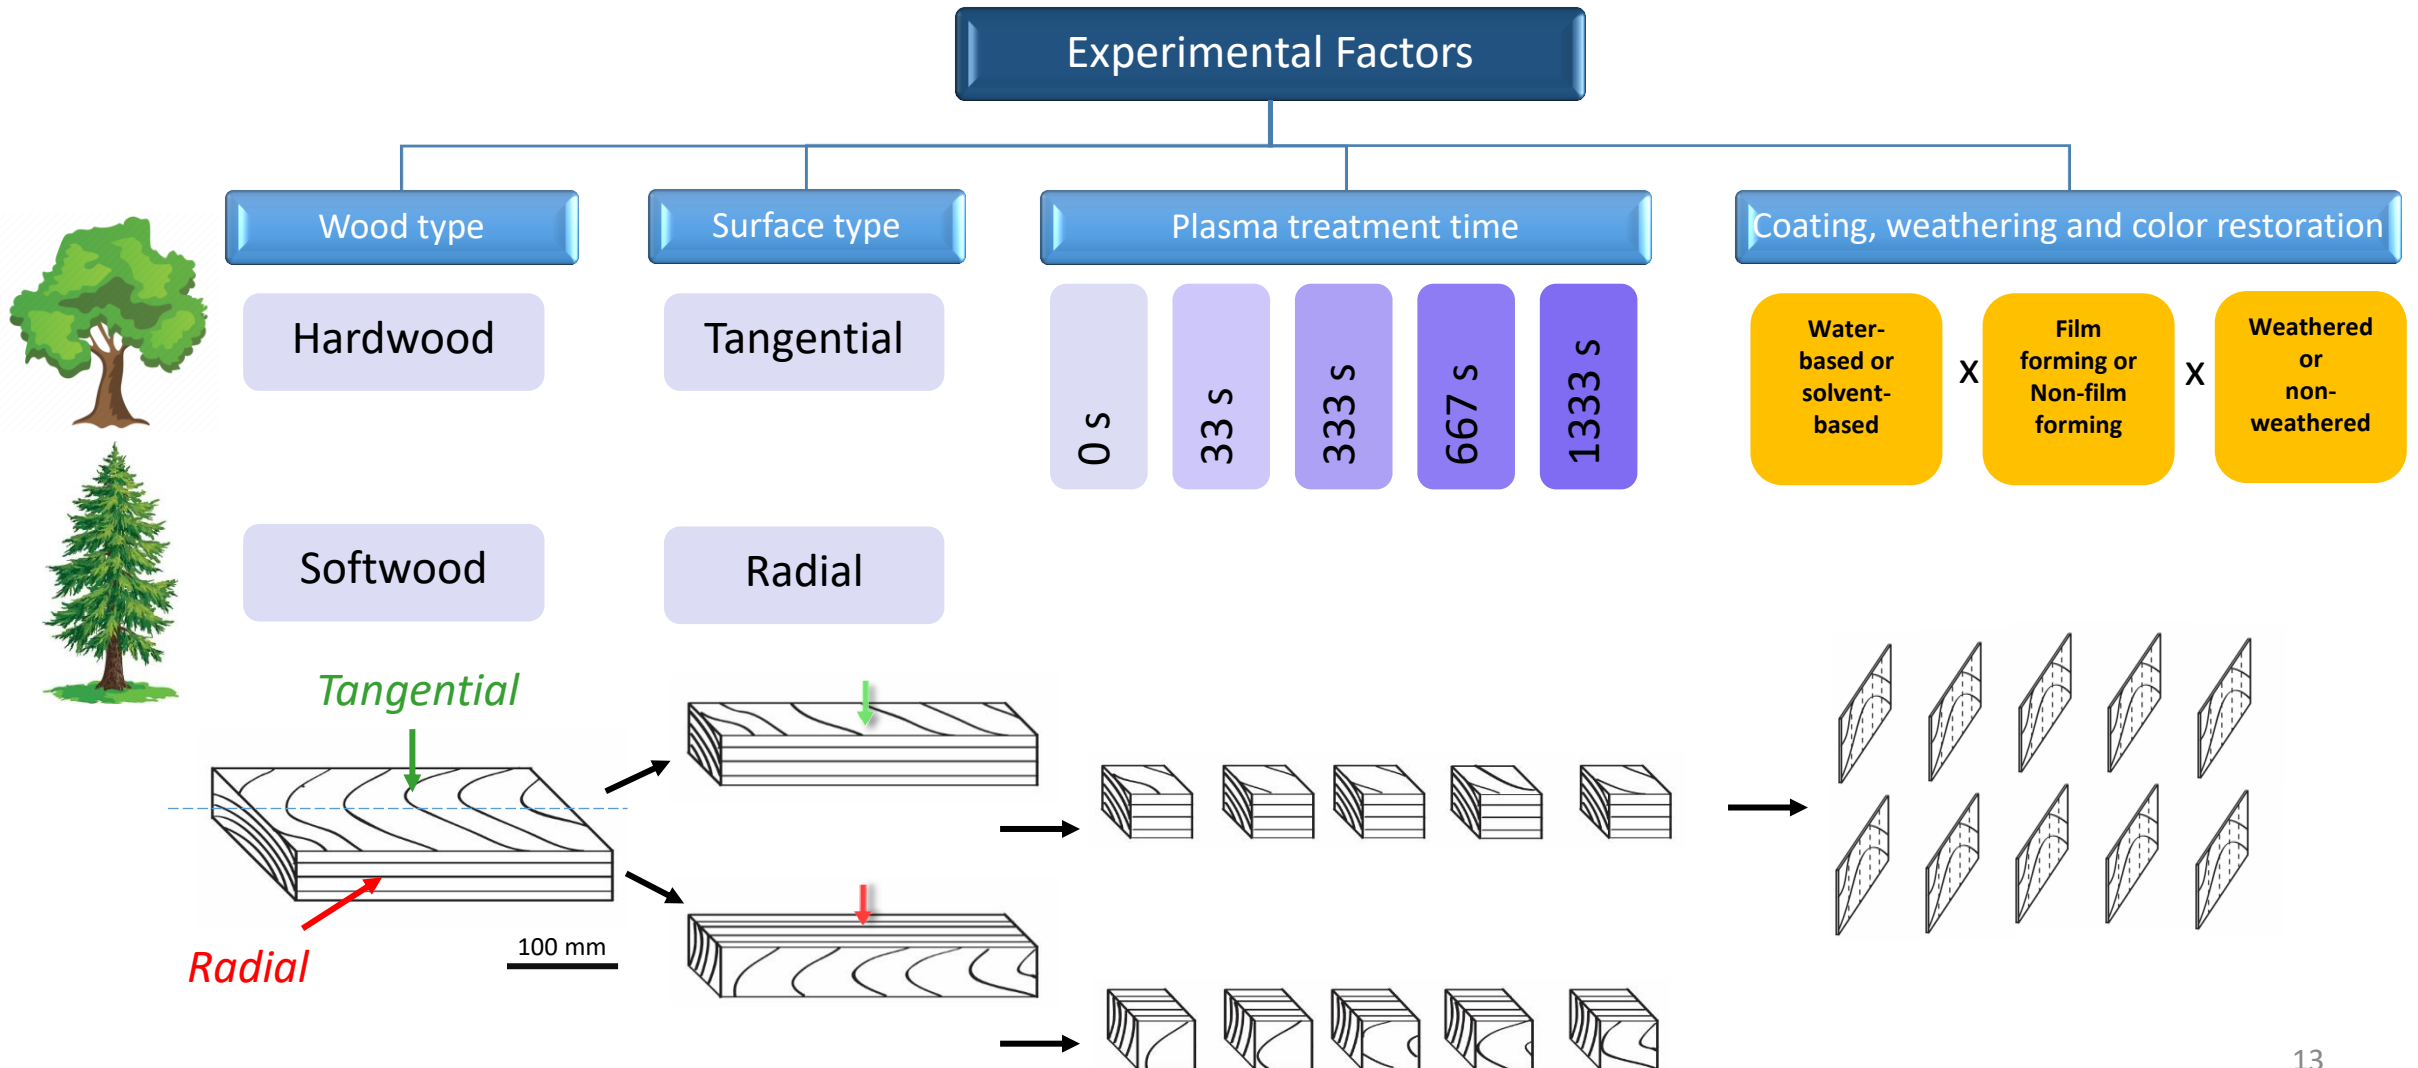 Experimental Factors
Wood type
Surface type
Plasma treatment time
Coating, weathering and color restoration
Hardwood
Softwood
Tangential
Radial
0 s
33 s
333 s
667 s
1333 s
Water-
based or
solvent-
based
x
Film
forming or
Non-film
forming
x
Weathered
or
non-
weathered
Tangential
Radial
100 mm
13